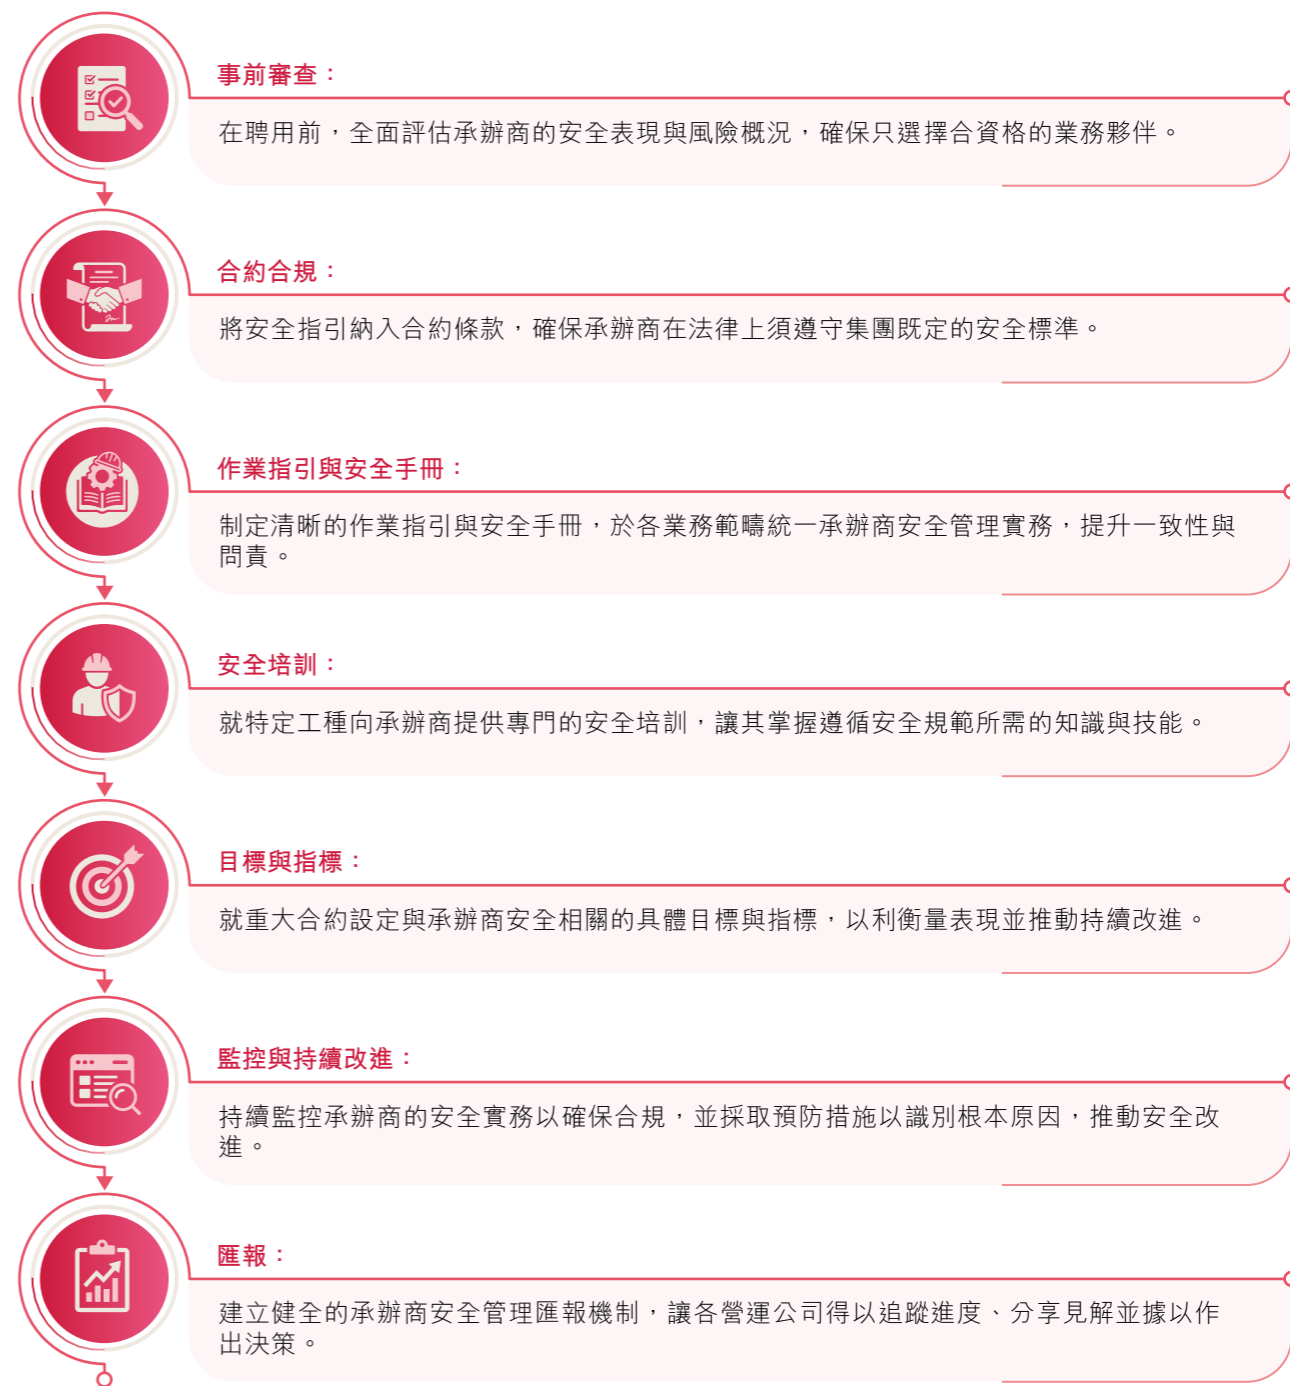 事前審查：
在聘用前，全面評估承辦商的安全表現與風險概況，確保只選擇合資格的業務夥伴。
合約合規：
將安全指引納入合約條款，確保承辦商在法律上須遵守集團既定的安全標準。
作業指引與安全手冊：
制定清晰的作業指引與安全手冊，於各業務範疇統一承辦商安全管理實務，提升一致性與
問責。
安全培訓：
就特定工種向承辦商提供專門的安全培訓，讓其掌握遵循安全規範所需的知識與技能。
目標與指標：
就重大合約設定與承辦商安全相關的具體目標與指標，以利衡量表現並推動持續改進。
監控與持續改進：
持續監控承辦商的安全實務以確保合規，並採取預防措施以識別根本原因，推動安全改
進。
匯報：
建立健全的承辦商安全管理匯報機制，讓各營運公司得以追蹤進度、分享見解並據以作
出決策。